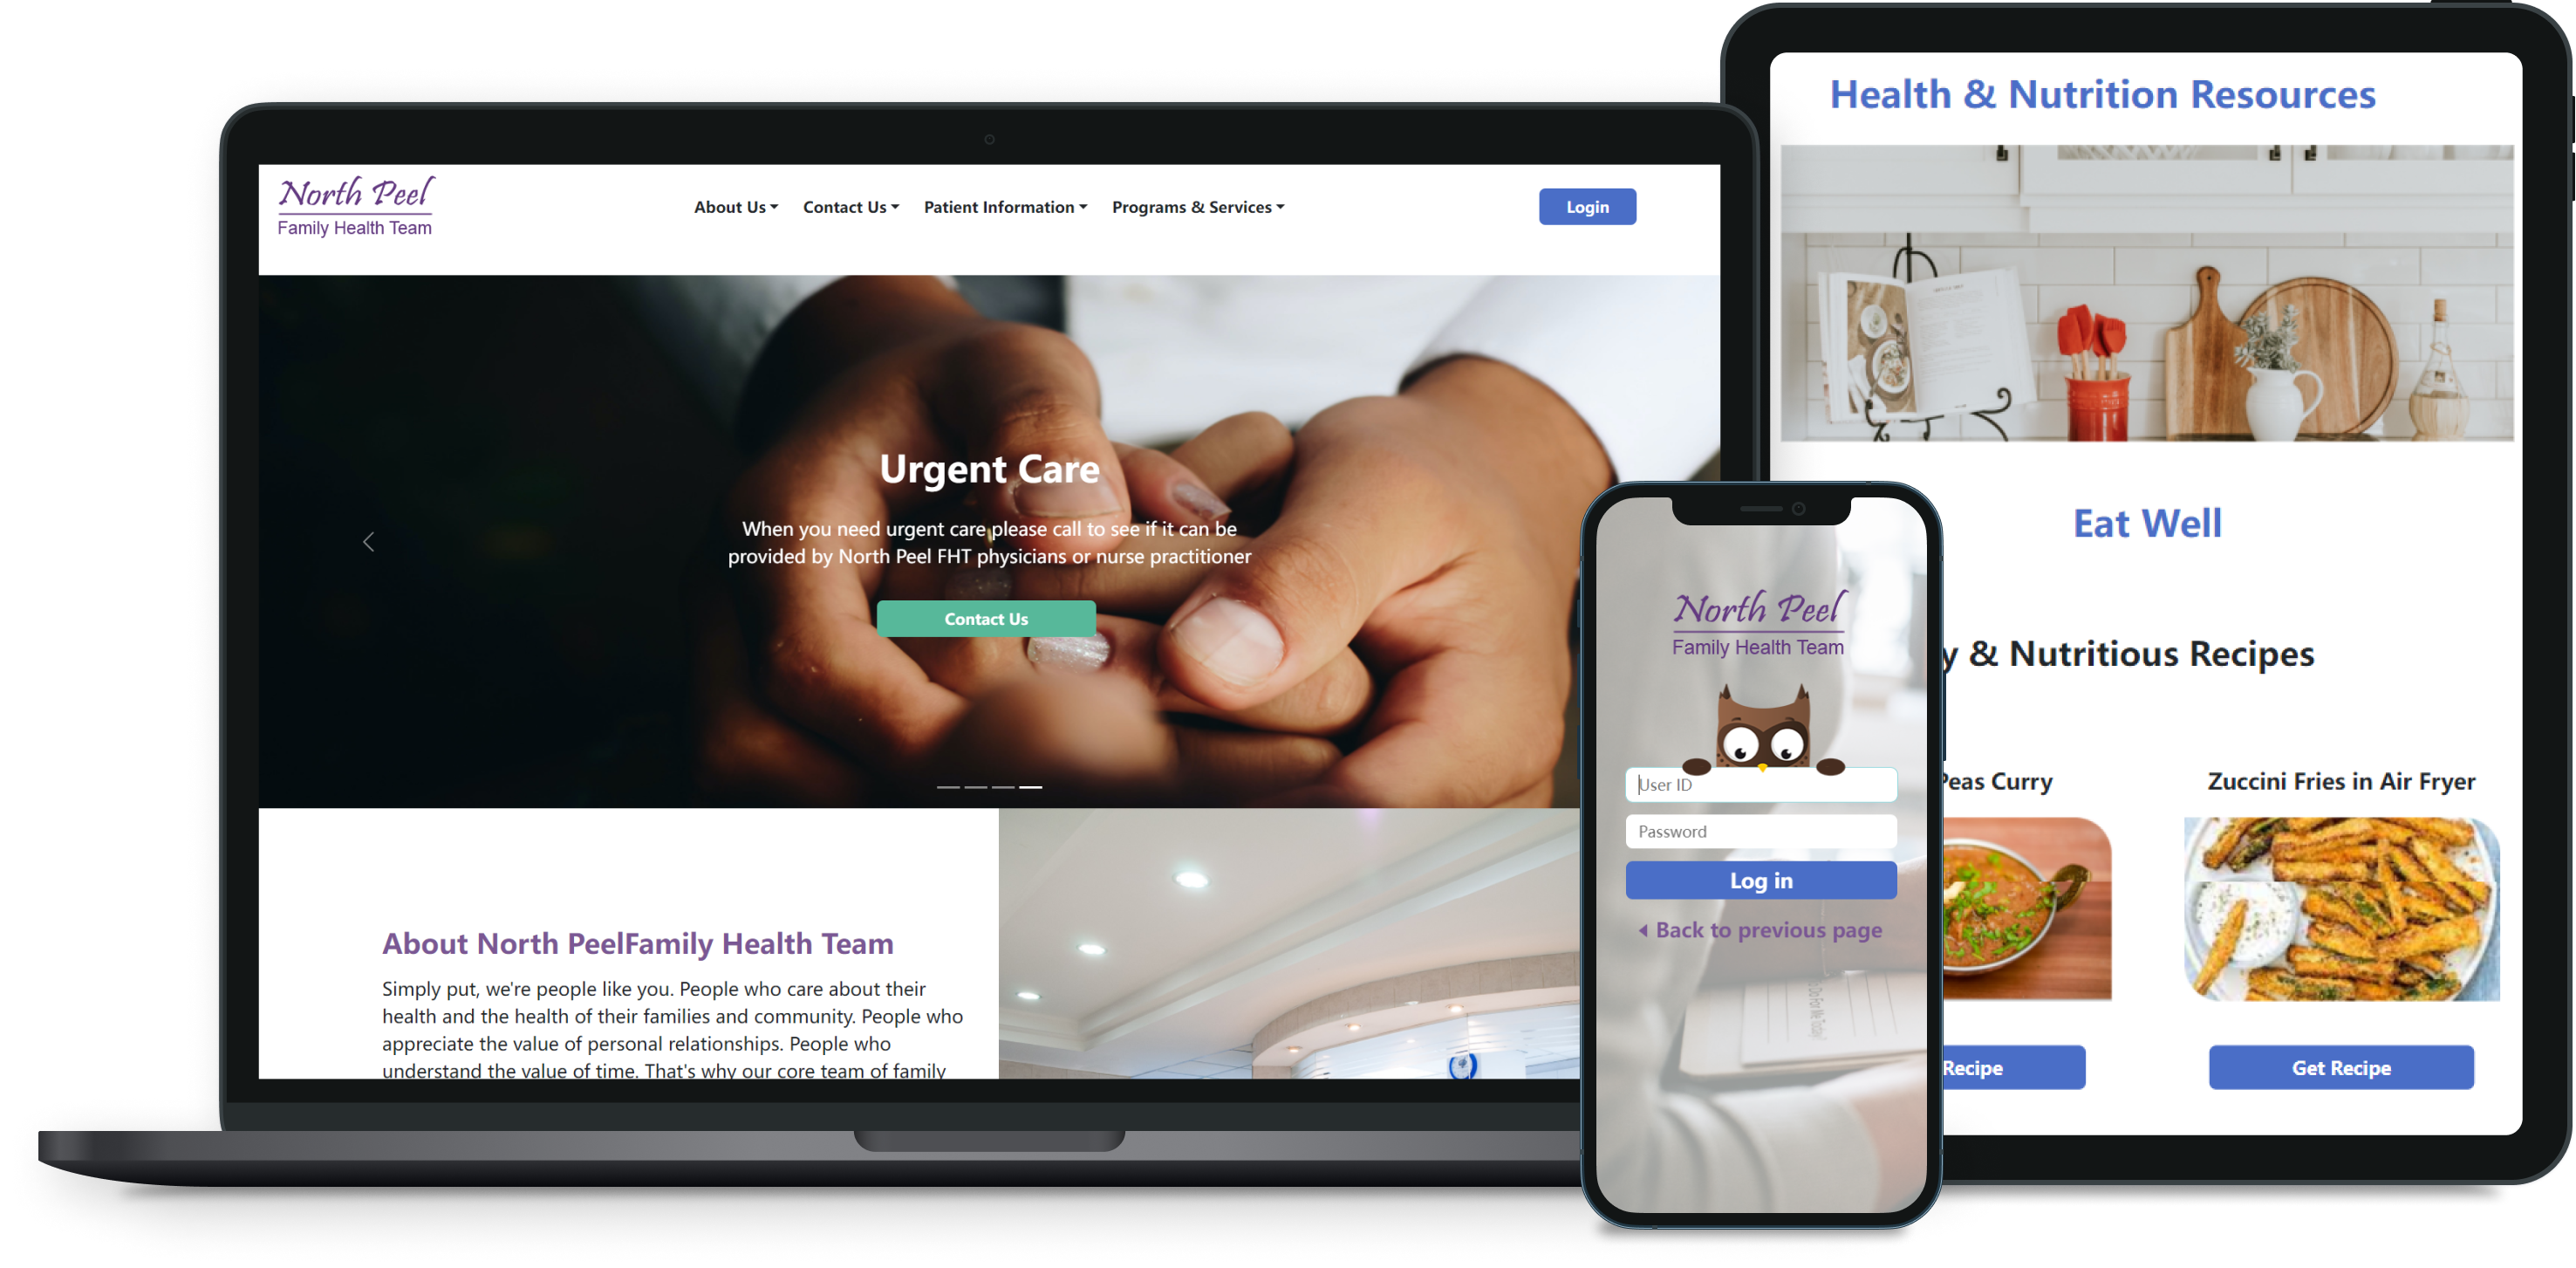 North Peel
Family Health Team
About Us
Contact Us
Patient Information
Programs & Services
Login
Urgent Care
When you need urgent care please call to see if it can be
provided by North Peel FHT physicians or nurse practitioner
Contact Us
About North PeelFamily Health Team
Simply put, we're people like you. People who care about their
health and the health of their families and community. People who
appreciate the value of personal relationships. People who
understand the value of time. That's why our core team of family
North Peel
Family Health Team
User ID
Password
Log in
Back to previous page
Health & Nutrition Resources
Eat Well
y & Nutritious Recipes
Peas Curry
Zuccini Fries in Air Fryer
Recipe
Get Recipe